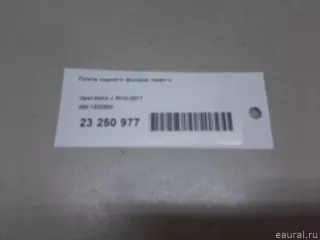 Плата заднего фонаря левого
Opel Astra J 2010-2017
23 250 977
eaural.ru@